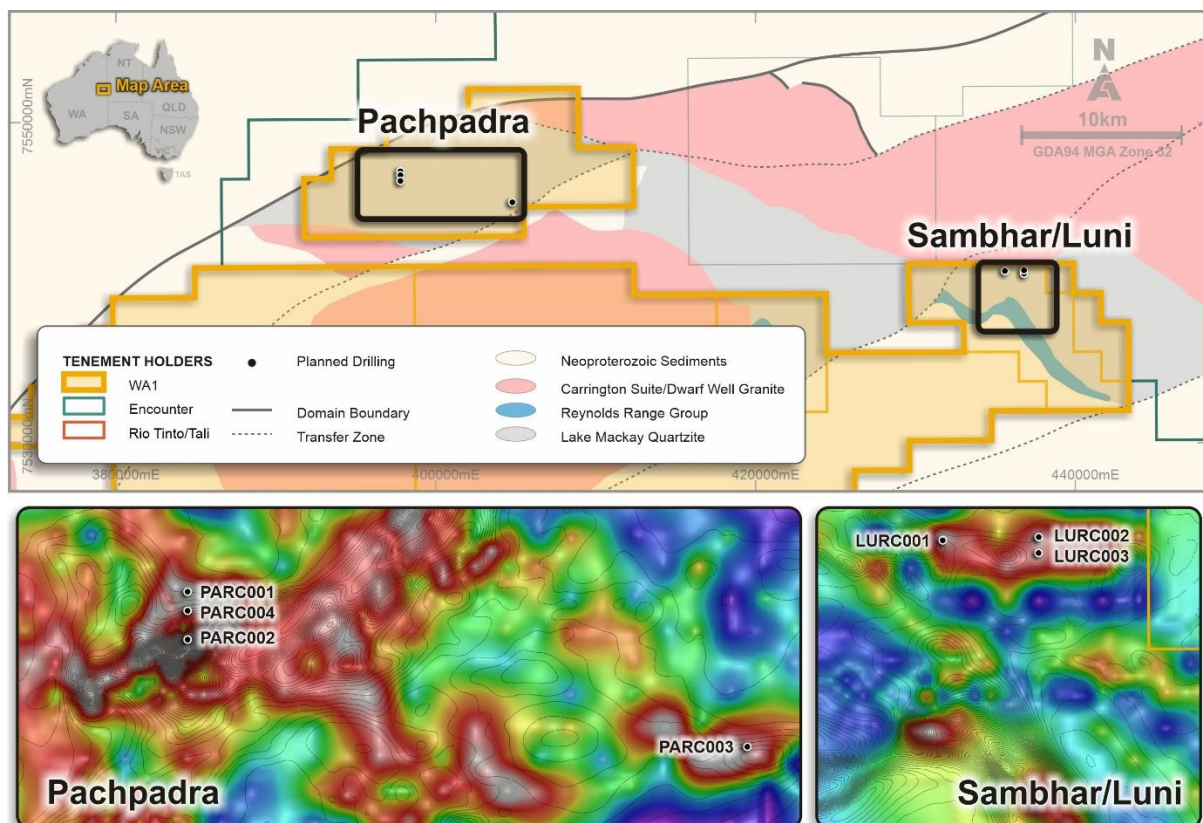 NT
Map Area
WA
SA
QLD
NSW
VIC
TAS
7550000mN
Pachpadra
N
10km
GDA94 MGA Zone 52
Sambhar/Luni
TENEMENT HOLDERS
WA1
Encounter
Rio Tinto/Tali
Planned Drilling
Domain Boundary
Transfer Zone
Neoproterozoic Sediments
Carrington Suite/Dwarf Well Granite
Reynolds Range Group
Lake Mackay Quartzite
7530000mN
380000mE
400000mE
420000mE
440000mE
PARC001
PARC004
PARC002
PARC003
Pachpadra
LURC001
LURC002
LURC003
Sambhar/Luni